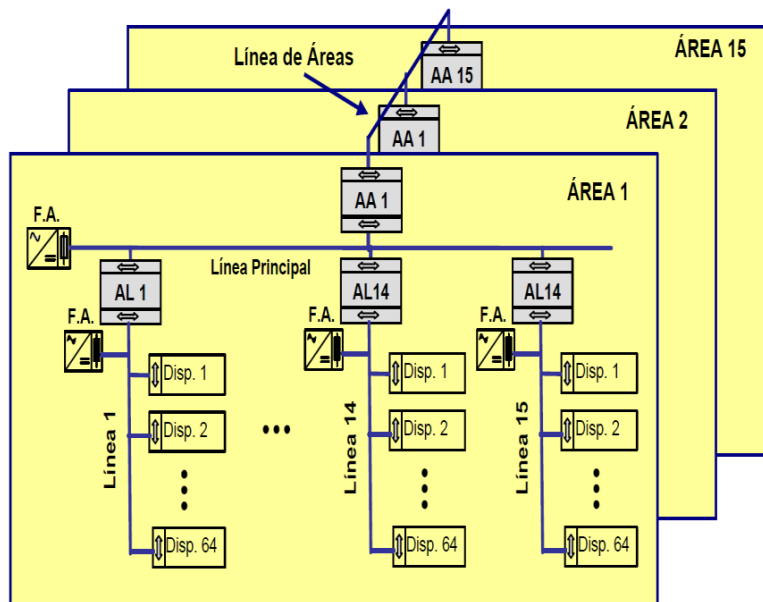 ÁREA 15
Línea de Áreas
AA 15
ÁREA 2
AA 1
ÁREA 1
AA 1
F.A.
Línea Principal
AL 1
AL14
AL14
F.A.
F.A.
F.A.
Línea 1
Disp. 1
Disp. 2
Disp. 64
Línea 14
Disp. 1
Disp. 2
Disp. 64
Línea 15
Disp. 1
Disp. 2
Disp. 64